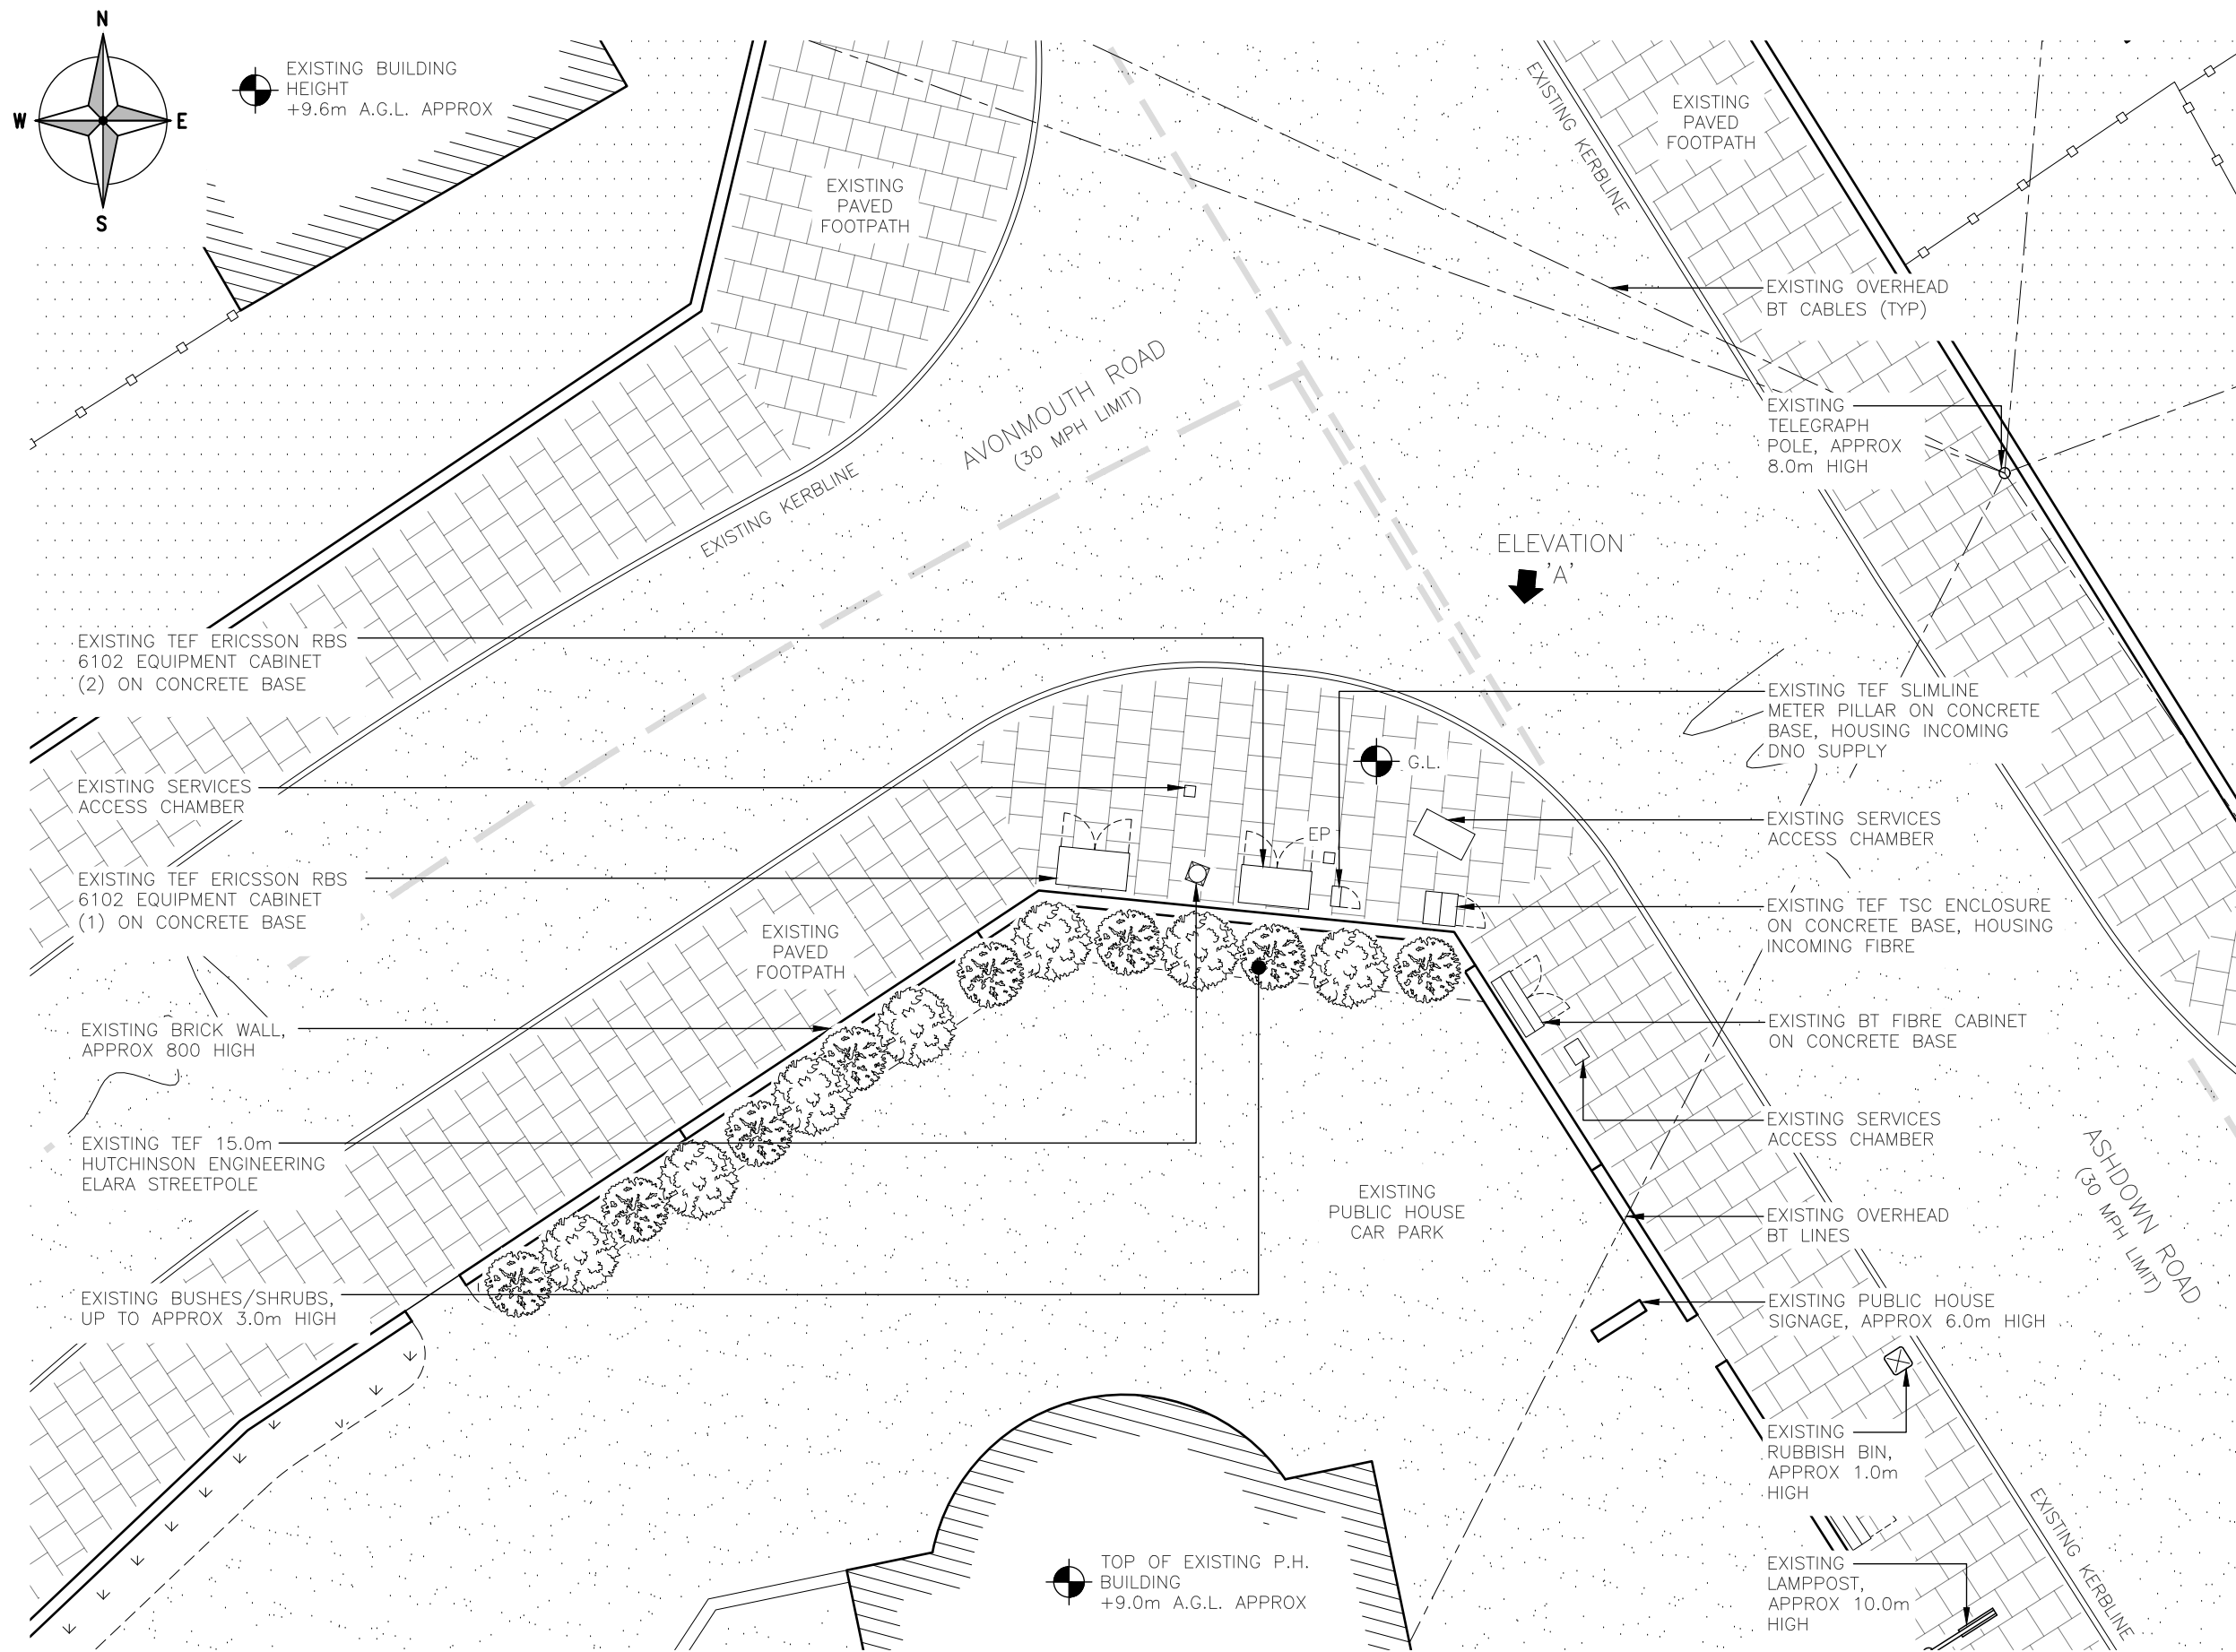 N
W
E
S
EXISTING BUILDING
HEIGHT
+9.6m A.G.L. APPROX
EXISTING
PAVED
FOOTPATH
EXISTING KERBLINE
EXISTING
PAVED
FOOTPATH
EXISTING OVERHEAD
BT CABLES (TYP)
AVONMOUTH ROAD
(30 MPH LIMIT)
EXISTING KERBLINE
EXISTING
TELEGRAPH
POLE, APPROX
8.0m HIGH
ELEVATION
'A'
EXISTING TEF ERICSSON RBS
6102 EQUIPMENT CABINET
(2) ON CONCRETE BASE
EXISTING TEF SLIMLINE
METER PILLAR ON CONCRETE
BASE, HOUSING INCOMING
DNO SUPPLY
G.L.
EXISTING SERVICES
ACCESS CHAMBER
EXISTING SERVICES
ACCESS CHAMBER
EP
EXISTING TEF ERICSSON RBS
6102 EQUIPMENT CABINET
(1) ON CONCRETE BASE
EXISTING TEF TSC ENCLOSURE
ON CONCRETE BASE, HOUSING
INCOMING FIBRE
EXISTING
PAVED
FOOTPATH
EXISTING BRICK WALL,
APPROX 800 HIGH
EXISTING BT FIBRE CABINET
ON CONCRETE BASE
EXISTING TEF 15.0m
HUTCHINSON ENGINEERING
ELARA STREETPOLE
EXISTING SERVICES
ACCESS CHAMBER
ASHDOWN ROAD
(30 MPH LIMIT)
EXISTING
PUBLIC HOUSE
CAR PARK
EXISTING OVERHEAD
BT LINES
EXISTING BUSHES/SHRUBS,
UP TO APPROX 3.0m HIGH
EXISTING PUBLIC HOUSE
SIGNAGE, APPROX 6.0m HIGH
EXISTING
RUBBISH BIN,
APPROX 1.0m
HIGH
EXISTING KERBLINE
TOP OF EXISTING P.H.
BUILDING
+9.0m A.G.L. APPROX
EXISTING
LAMPPOST,
APPROX 10.0m
HIGH